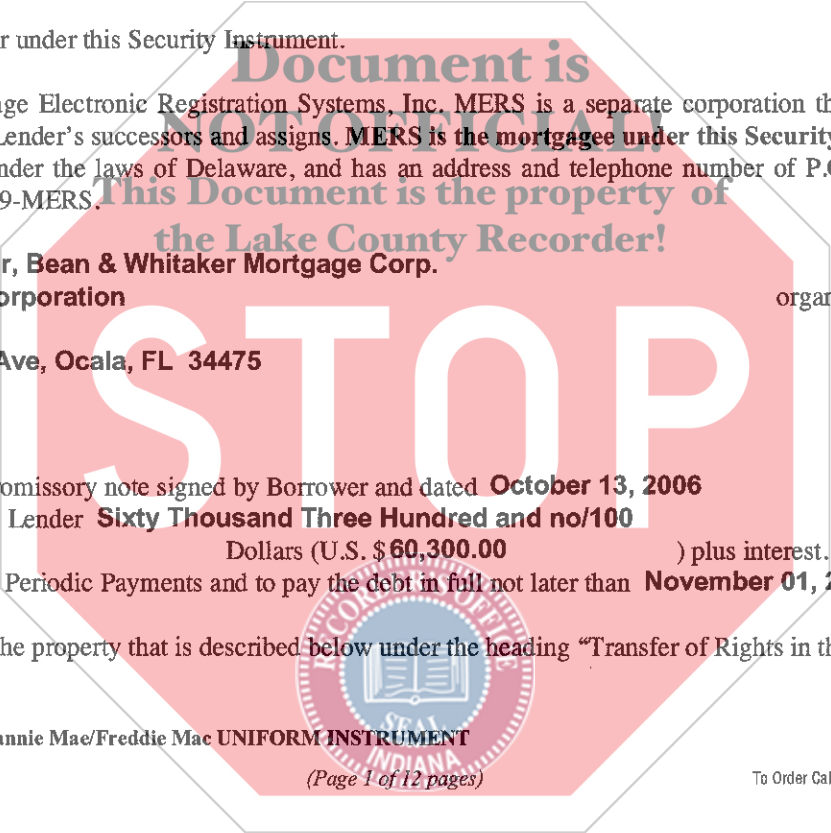 r under this Security Instrument.
Document is
nge Electronic Registration Systems, Inc. MERS is a separate corporation th
NOT OFFICIAL!
Lender's successors and assigns. MERS is the mortgagee under this Security
nder the laws of Delaware, and has an address and telephone number of P.O
9-MERS.
This Document is the property of
the Lake County Recorder!
r, Bean & Whitaker Mortgage Corp.
orporation organ
Ave, Ocala, FL 34475
STOP
omissory note signed by Borrower and dated October 13, 2006
Lender Sixty Thousand Three Hundred and no/100
Dollars (U.S. $ 60,300.00 ) plus interest.
Periodic Payments and to pay the debt in full not later than November 01, 2
he property that is described below under the heading “Transfer of Rights in th
RECORDER'S OFFICE
SEAL
INDIANA
annie Mae/Freddie Mac UNIFORM INSTRUMENT
(Page 1 of 12 pages) To Order Cal